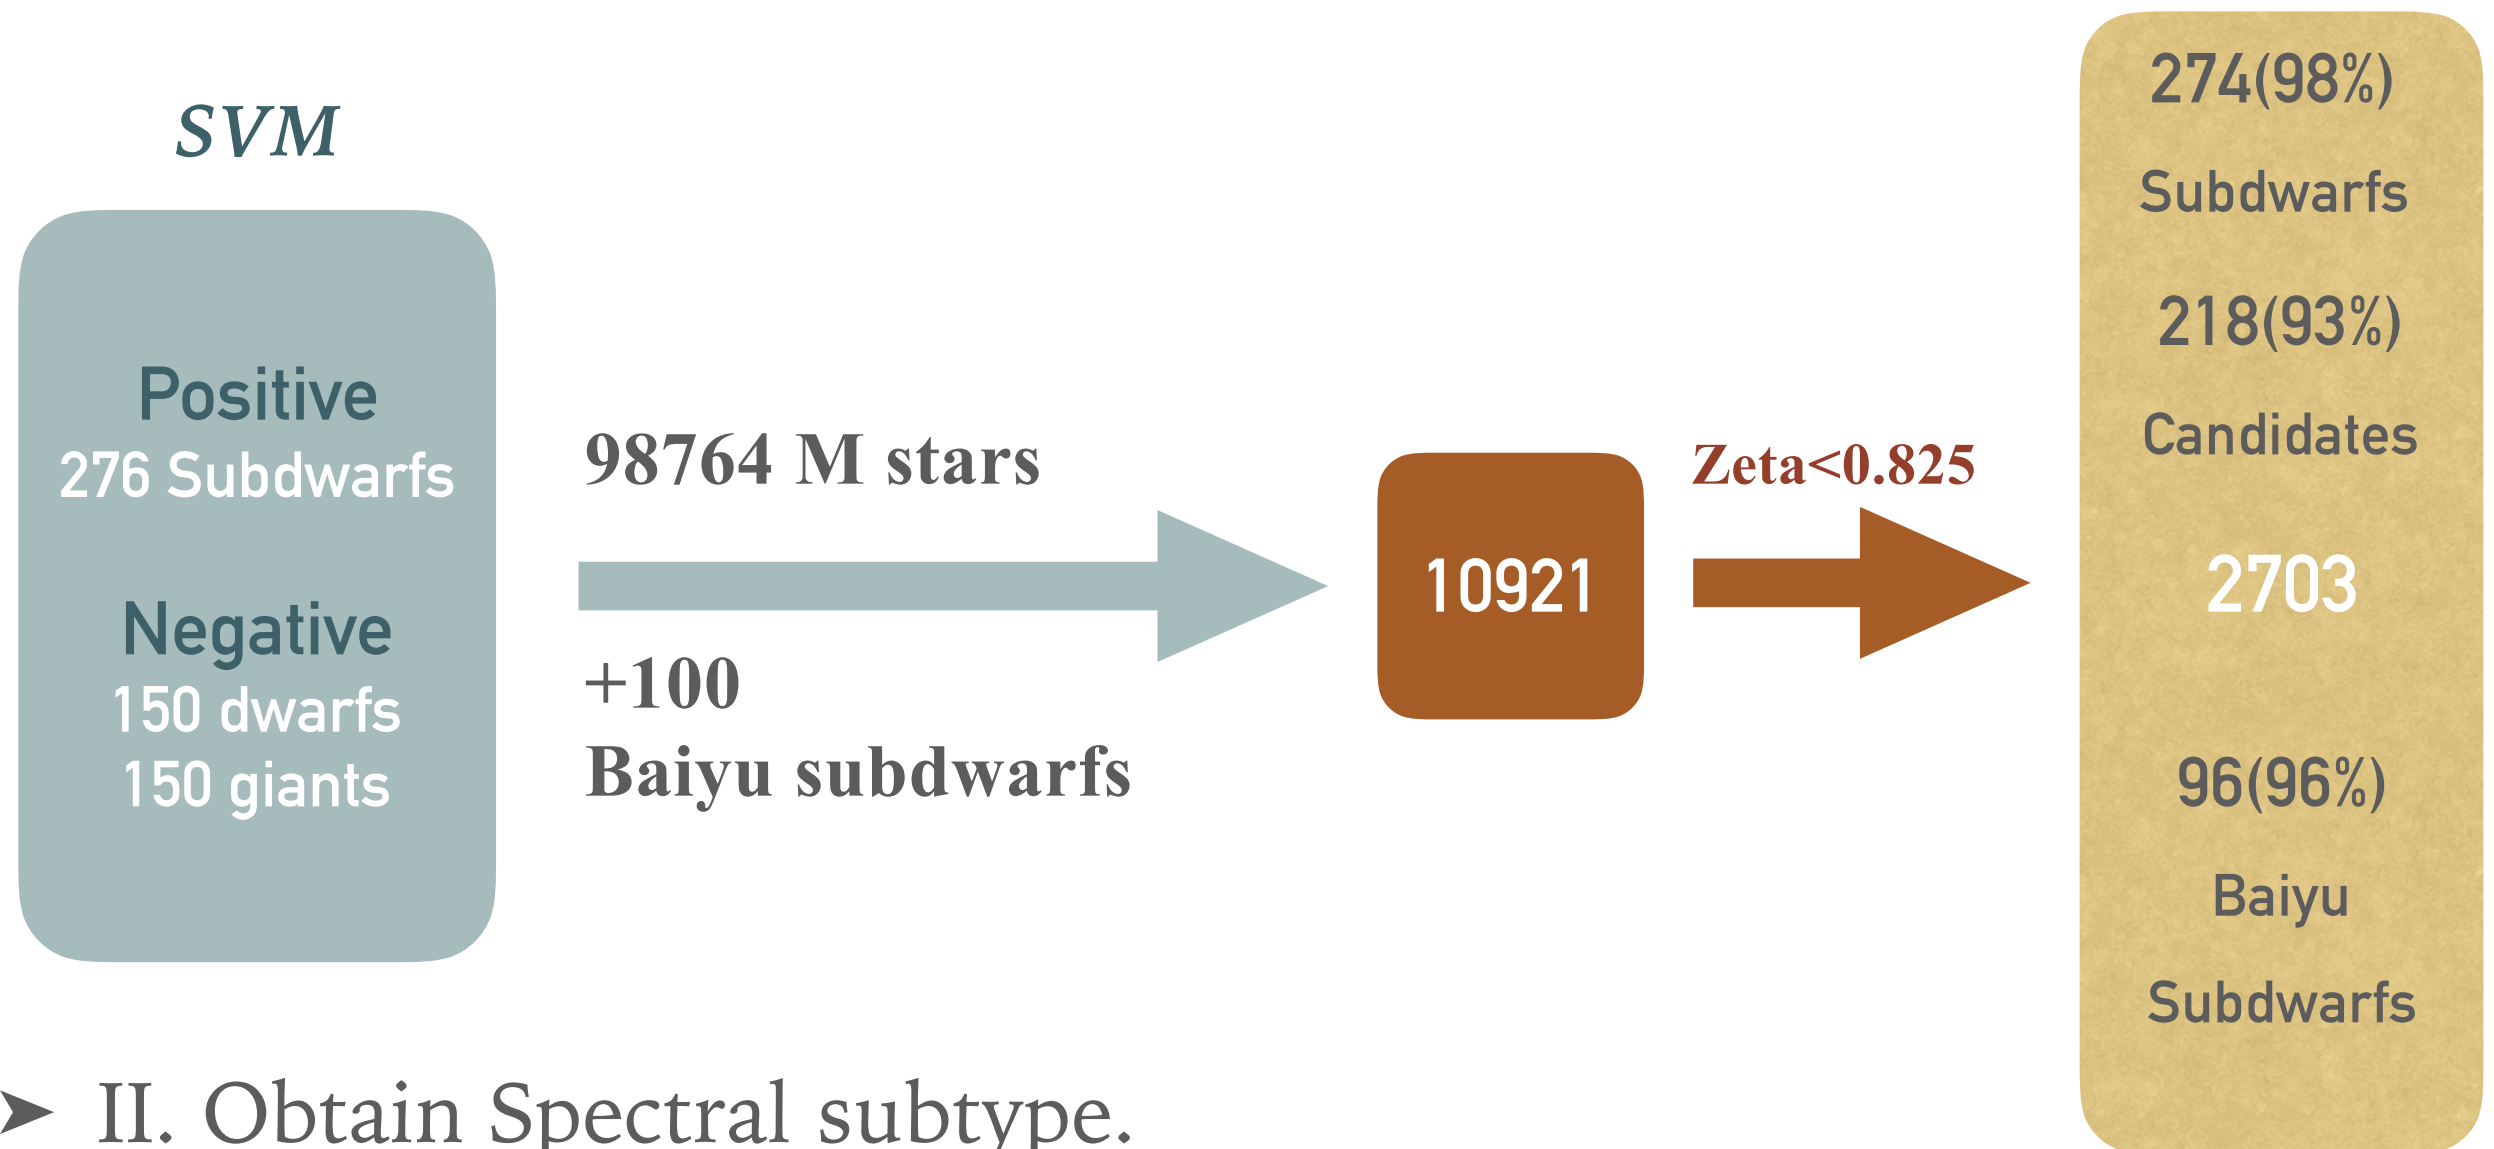 SVM
Positive
276 Subdwarfs
Negative
150 dwarfs
150 giants
98764 M stars
+100
Baiyu subdwarfs
10921
Zeta<0.825
274(98%)
Subdwarfs
218(93%)
Candidates
2703
96(96%)
Baiyu
Subdwarfs
➤ II. Obtain Spectral subtype.